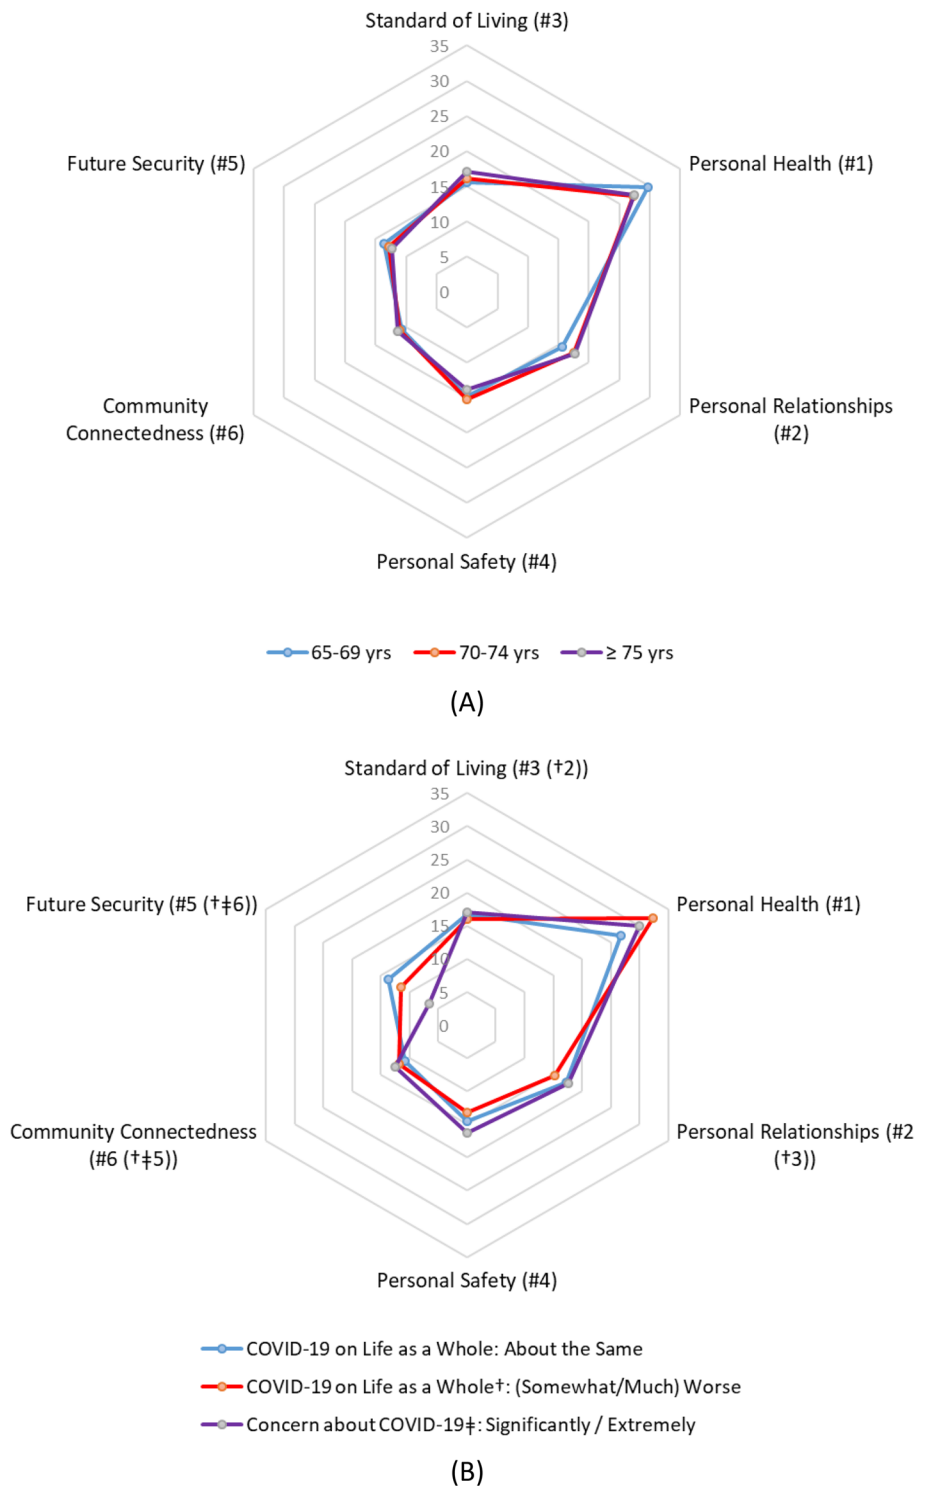 Standard of Living (#3)
35
30
25
20
15
10
5
0
Future Security (#5)
Personal Health (#1)
Community
Connectedness (#6)
Personal Relationships
(#2)
Personal Safety (#4)
65-69 yrs
70-74 yrs
≥ 75 yrs
(A)
Standard of Living (#3 (†2))
35
30
25
20
15
10
5
0
Future Security (#5 (†‡6))
Personal Health (#1)
Community Connectedness
(#6 (†‡5))
Personal Relationships (#2
(†3))
Personal Safety (#4)
COVID-19 on Life as a Whole: About the Same
COVID-19 on Life as a Whole†: (Somewhat/Much) Worse
Concern about COVID-19‡: Significantly / Extremely
(B)